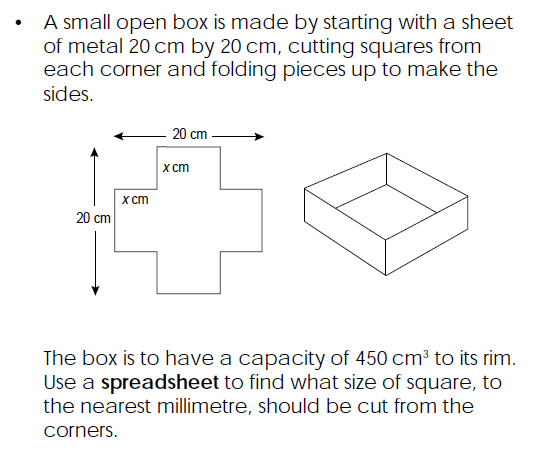 • A small open box is made by starting with a sheet
of metal 20 cm by 20 cm, cutting squares from
each corner and folding pieces up to make the
sides.
20 cm
x cm
x cm
20 cm
The box is to have a capacity of 450 cm³ to its rim.
Use a spreadsheet to find what size of square, to
the nearest millimetre, should be cut from the
corners.